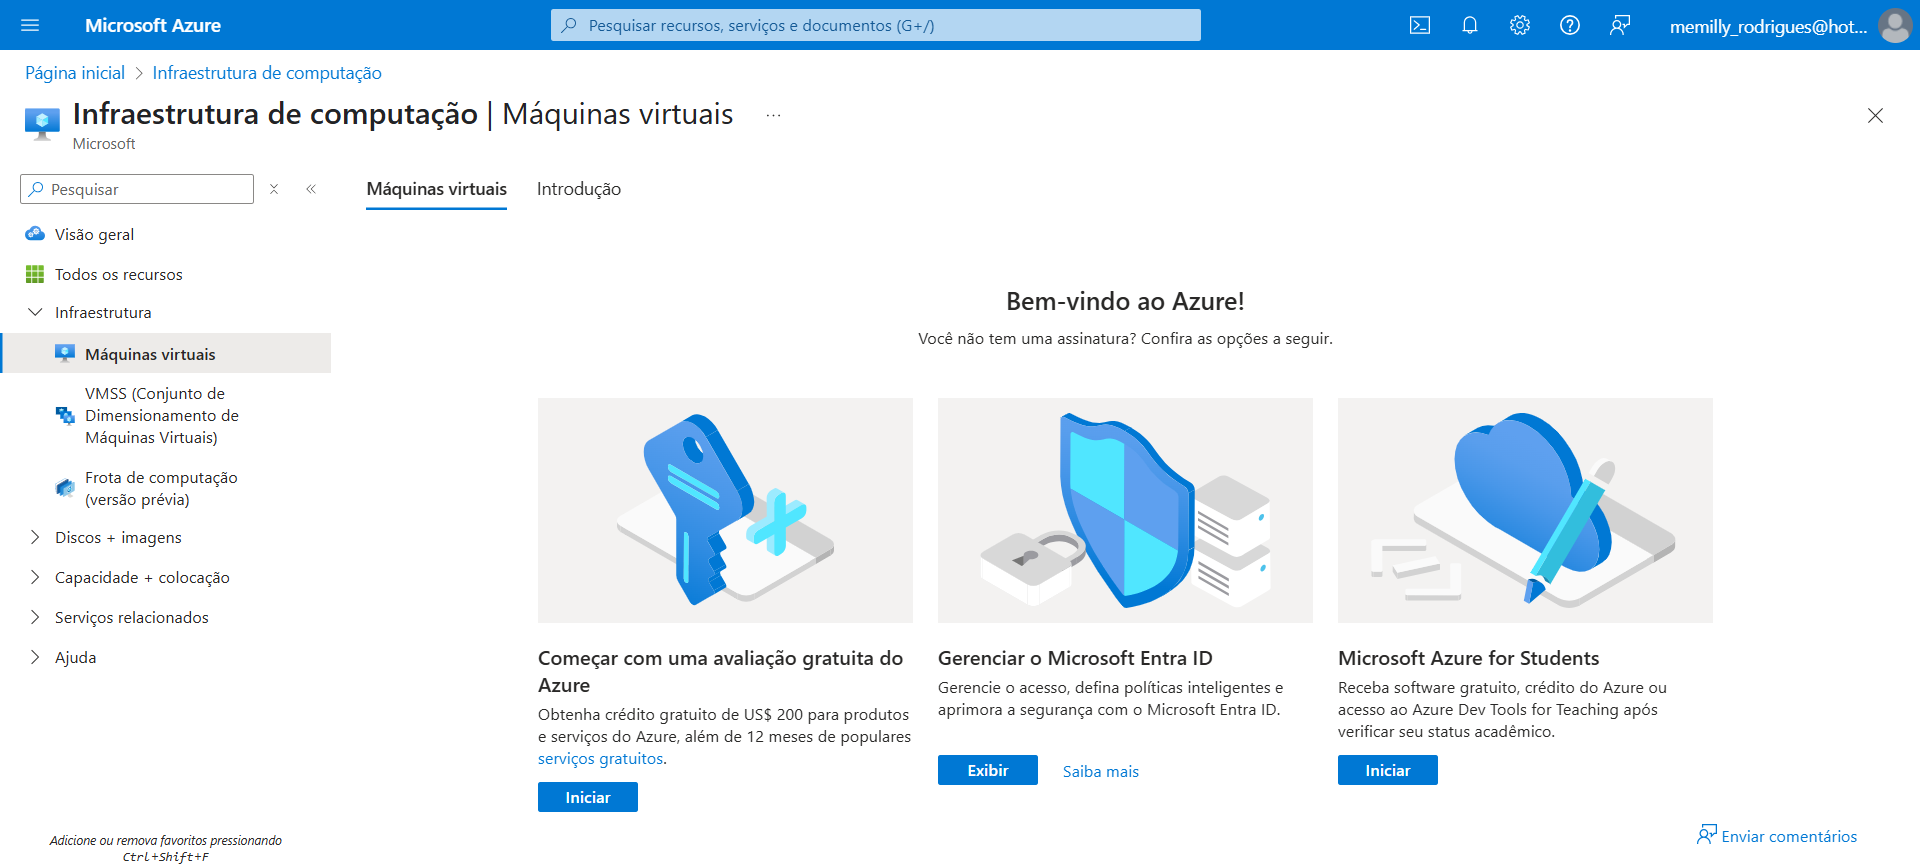 Microsoft Azure
Pesquisar recursos, serviços e documentos (G+/)
memilly_rodrigues@hot...
Página inicial
Infraestrutura de computação
Infraestrutura de computação | Máquinas virtuais
...
Microsoft
Pesquisar
Máquinas virtuais
Introdução
Visão geral
Todos os recursos
Infraestrutura
Máquinas virtuais
VMSS (Conjunto de
Dimensionamento de
Máquinas Virtuais)
Frota de computação
(versão prévia)
Discos + imagens
Capacidade + colocação
Serviços relacionados
Ajuda
Adicione ou remova favoritos pressionando
Ctrl+Shift+F
Bem-vindo ao Azure!
Você não tem uma assinatura? Confira as opções a seguir.
Começar com uma avaliação gratuita do
Azure
Obtenha crédito gratuito de US$ 200 para produtos
e serviços do Azure, além de 12 meses de populares
serviços gratuitos.
Iniciar
Gerenciar o Microsoft Entra ID
Gerencie o acesso, defina políticas inteligentes e
aprimora a segurança com o Microsoft Entra ID.
Exibir
Saiba mais
Microsoft Azure for Students
Receba software gratuito, crédito do Azure ou
acesso ao Azure Dev Tools for Teaching após
verificar seu status acadêmico.
Iniciar
Enviar comentários